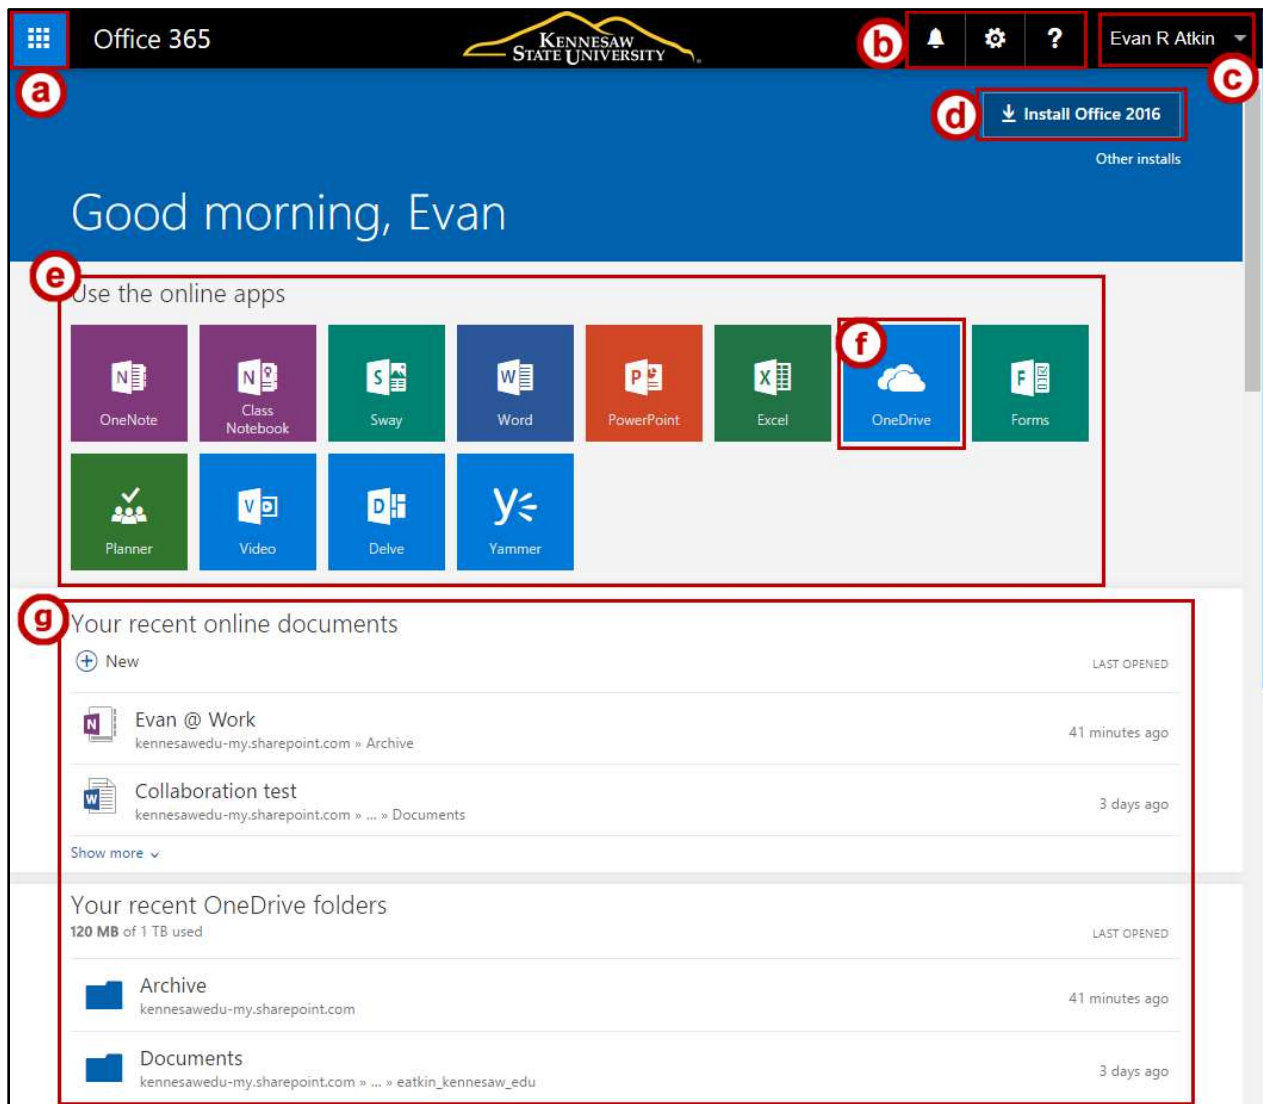 Office 365
KENNESAW
STATE UNIVERSITY
b
?
Evan R Atkin
a
c
d
Install Office 2016
Other installs
Good morning, Evan
e
Use the online apps
f
N
OneNote
N
Class
Notebook
S
Sway
W
Word
P
PowerPoint
X
Excel
OneDrive
F
Forms
Planner
V
Video
D
Delve
y
Yammer
g
Your recent online documents
New
LAST OPENED
N
Evan @ Work
41 minutes ago
kennesawedu-my.sharepoint.com » Archive
W
Collaboration test
3 days ago
kennesawedu-my.sharepoint.com » ... » Documents
Show more
Your recent OneDrive folders
120 MB of 1 TB used
LAST OPENED
Archive
41 minutes ago
kennesawedu-my.sharepoint.com
Documents
3 days ago
kennesawedu-my.sharepoint.com » ... » eatkin_kennesaw_edu